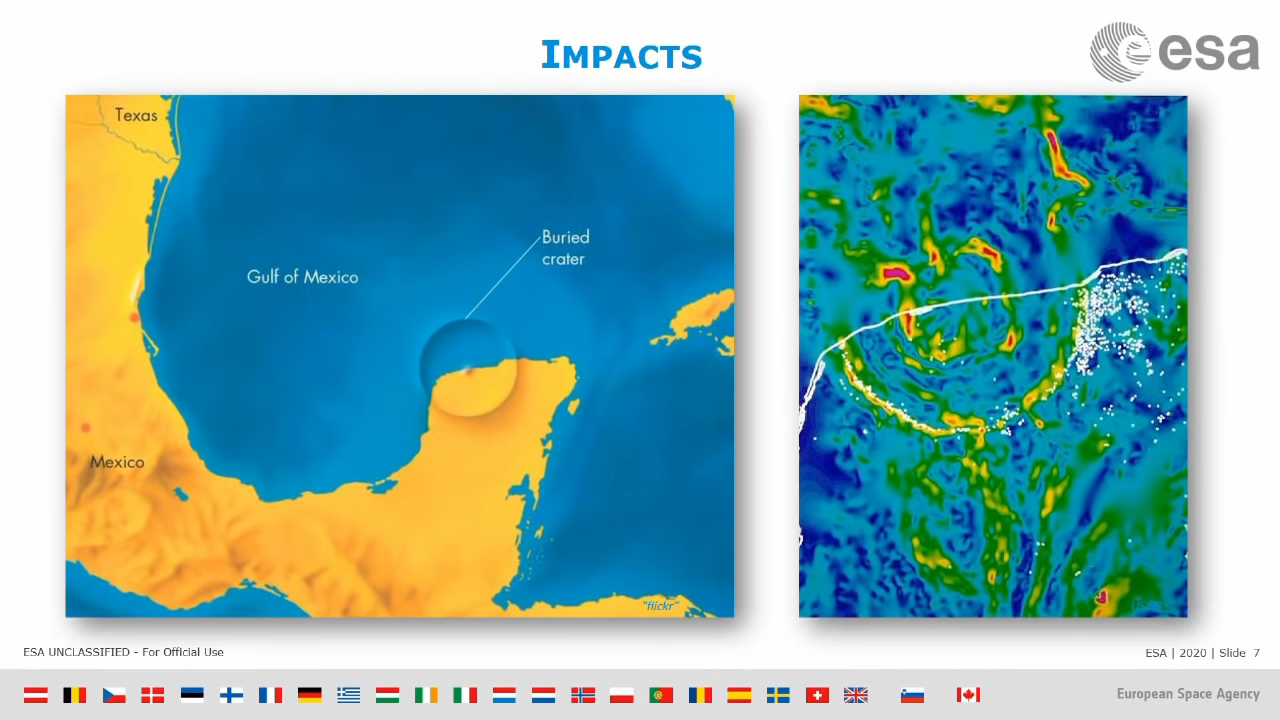 IMPACTS
esa
Texas
Buried
crater
Gulf of Mexico
Mexico
"flickr"
ESA UNCLASSIFIED - For Official Use
ESA | 2020 | Slide 7
European Space Agency